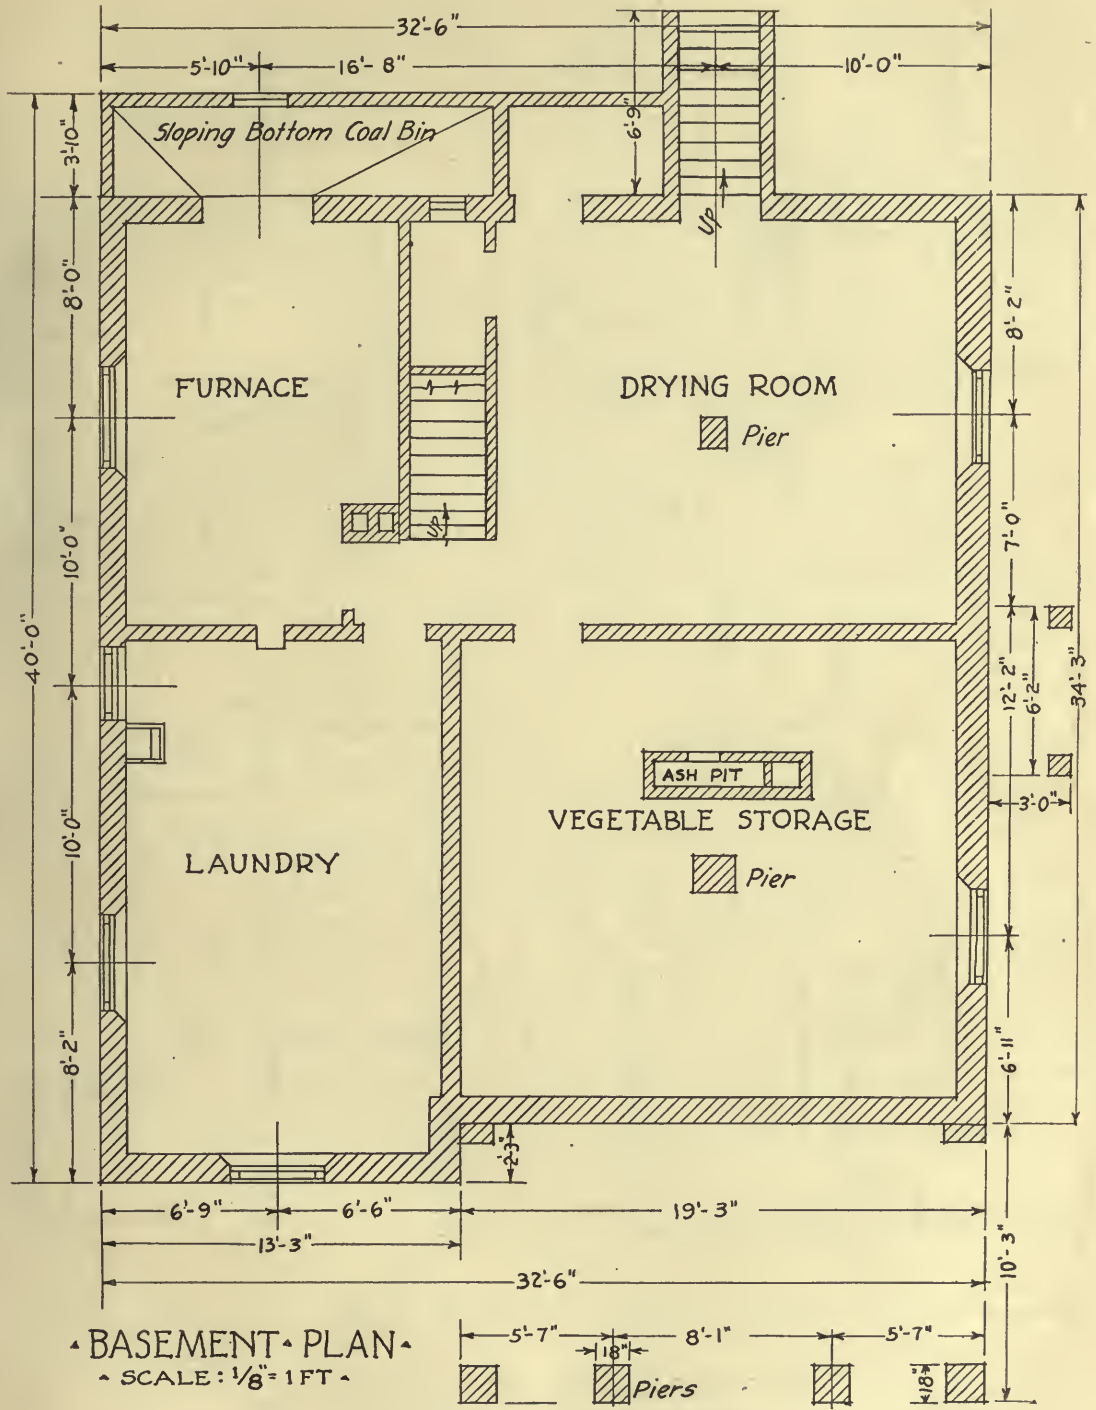 32'-6"
5'-10" 16'-8" 10'-0"
6'-9"
3'-10"
Sloping Bottom Coal Bin
UP
8'-0"
8'-2"
FURNACE
DRYING ROOM
Pier
UP
10'-0"
7'-0"
40'-0"
12'-2"
6'-2"
34'-3"
3'-0"
ASH PIT
VEGETABLE STORAGE
10'-0"
LAUNDRY
Pier
8'-2"
6'-11"
2'-3"
6'-9" 6'-6" 19'-3"
13'-3"
10'-3"
32'-6"
BASEMENT PLAN
SCALE: 1/8" = 1 FT
5'-7" 8'-1" 5'-7"
18"
18"
Piers